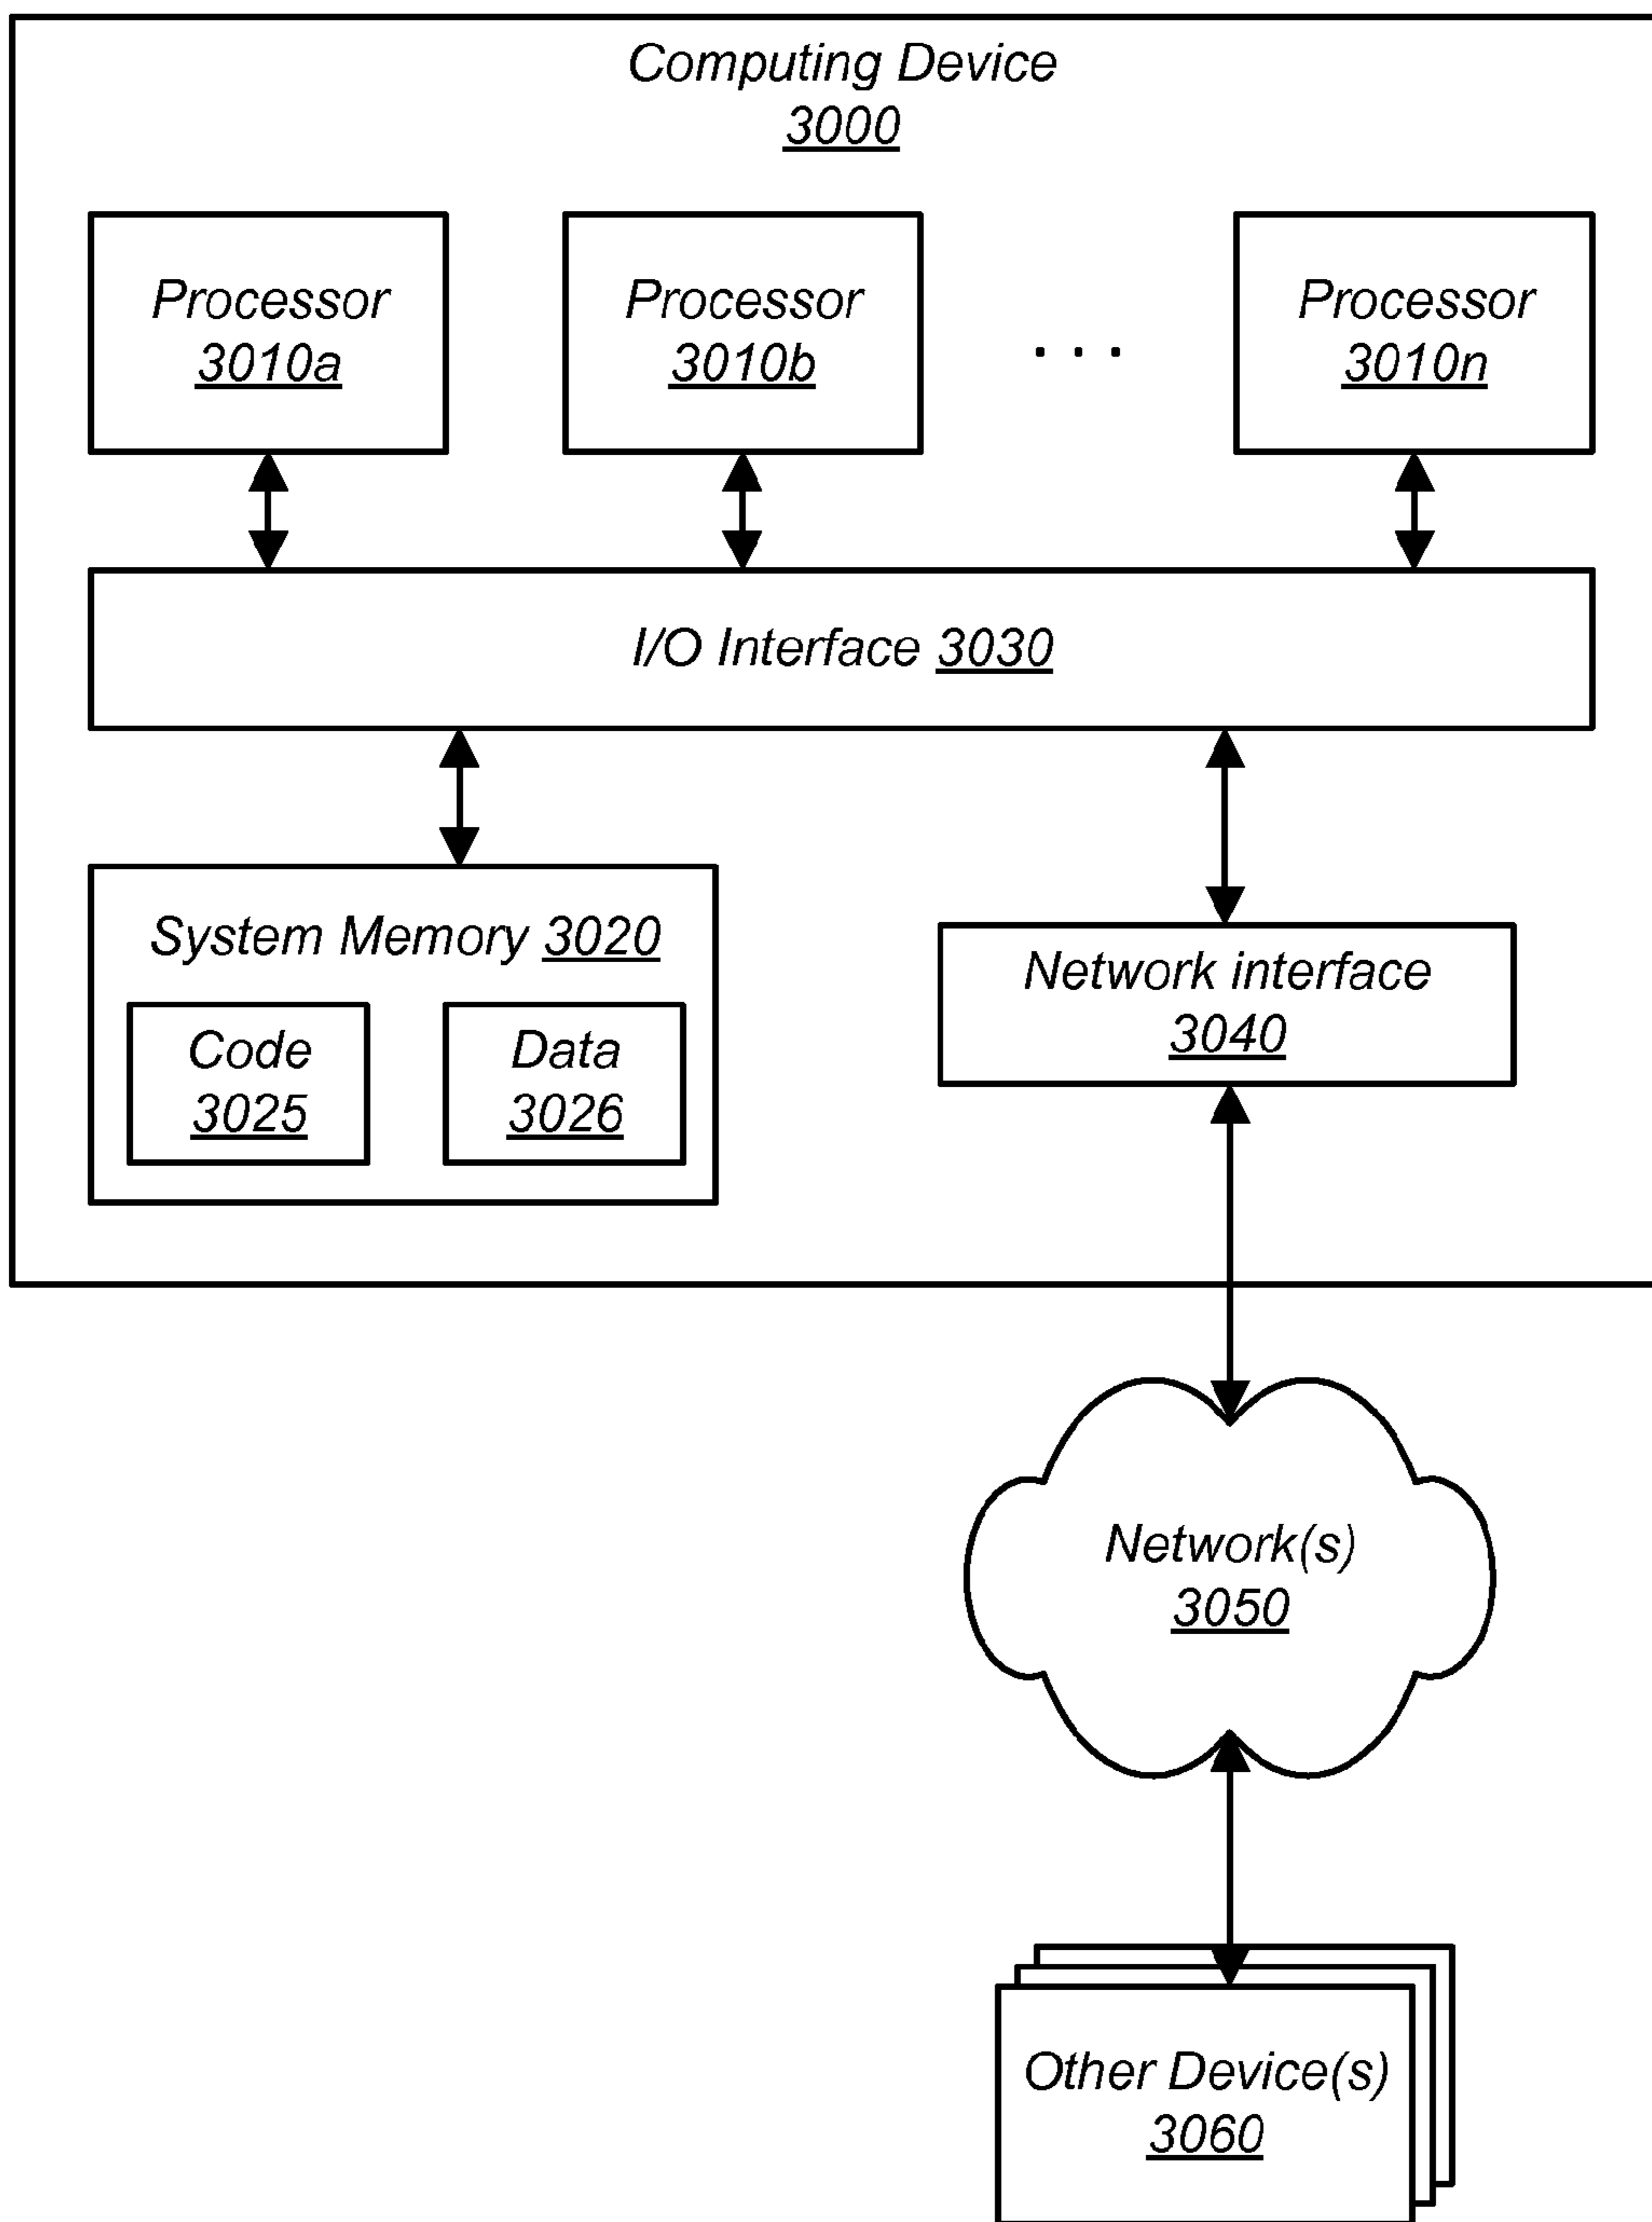 Computing Device
3000
Processor
3010a
Processor
3010b
. . .
Processor
3010n
I/O Interface 3030
System Memory 3020
Code
3025
Data
3026
Network interface
3040
Network(s)
3050
Other Device(s)
3060